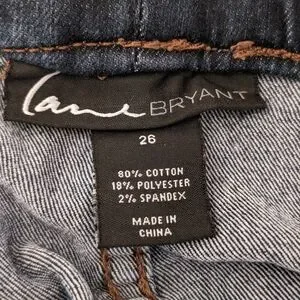 Lane BRYANT
26
80% COTTON
18% POLYESTER
2% SPANDEX
MADE IN
CHINA